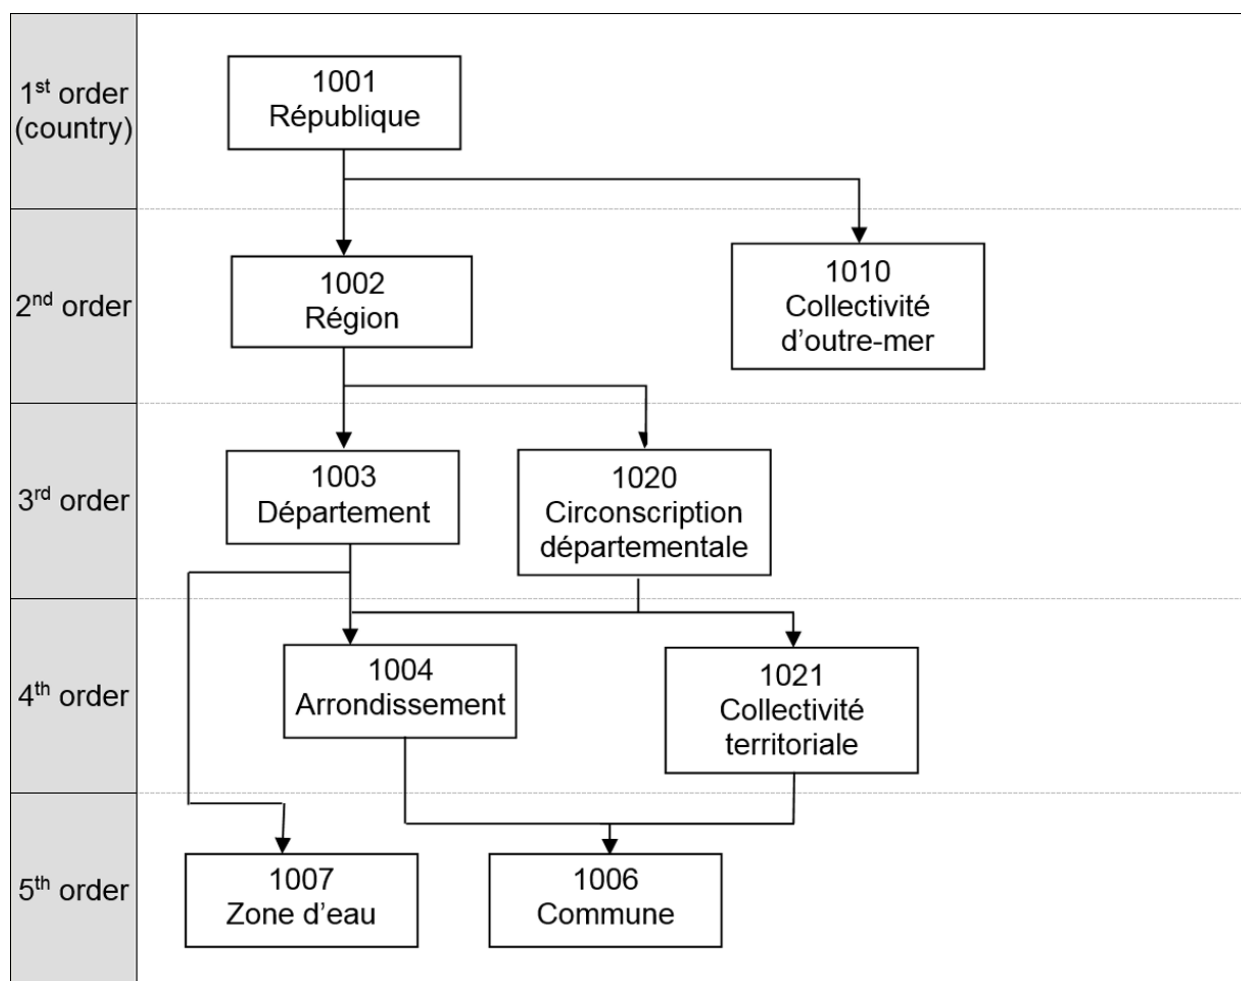 1st order
(country)
1001
République
2nd order
1002
Région
1010
Collectivité
d’outre-mer
3rd order
1003
Département
1020
Circonscription
départementale
4th order
1004
Arrondissement
1021
Collectivité
territoriale
5th order
1007
Zone d’eau
1006
Commune